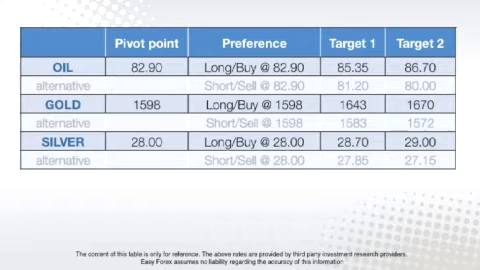 Pivot point Preference Target 1 Target 2
OIL 82.90 Long/Buy @ 82.90 85.35 86.70
alternative Short/Sell @ 82.90 81.20 80.00
GOLD 1598 Long/Buy @ 1598 1643 1670
alternative Short/Sell @ 1598 1583 1572
SILVER 28.00 Long/Buy @ 28.00 28.70 29.00
alternative Short/Sell @ 28.00 27.85 27.15
The content of this table is only for reference. The above rates are provided by third party investment research providers.
Easy Forex assumes no liability regarding the accuracy of this information